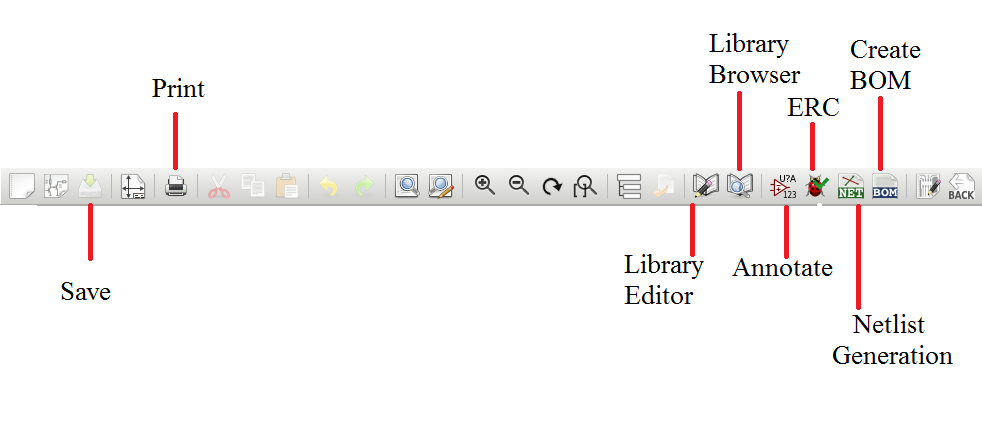 Library
Browser
Create
BOM
Print
ERC
U?A
123
NET
BOM
BACK
Save
Library
Editor
Annotate
Netlist
Generation